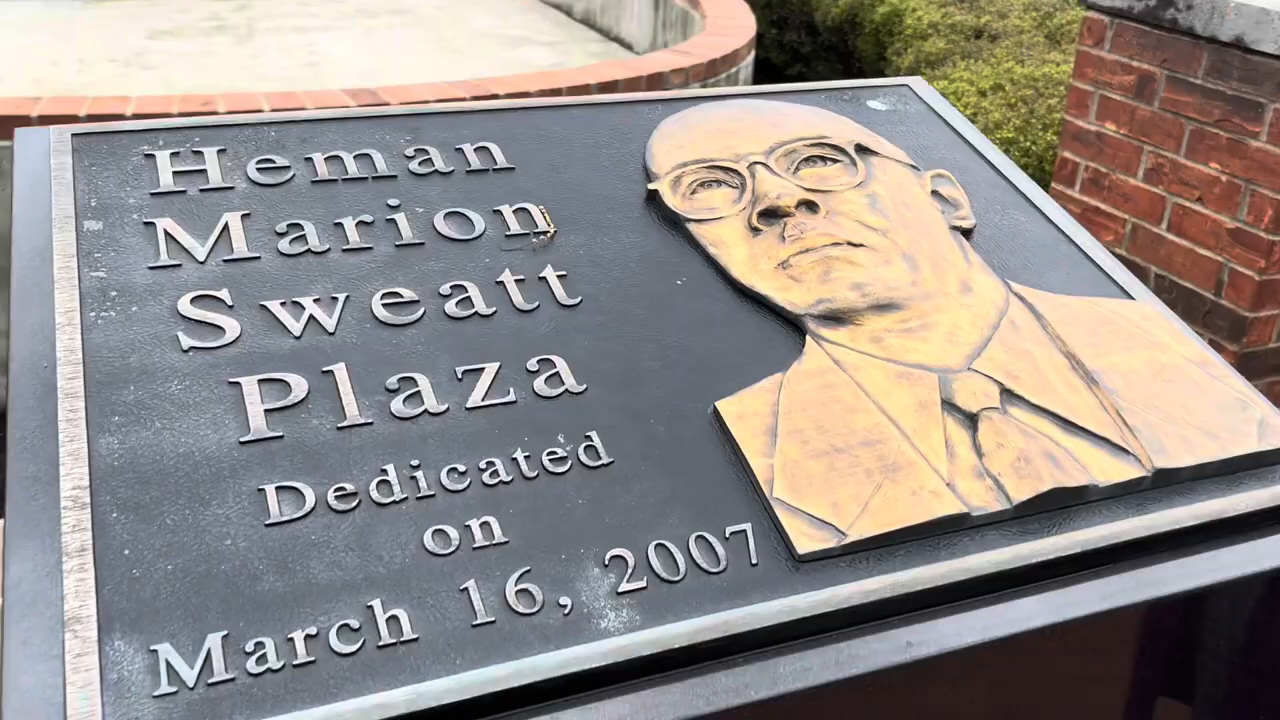 Heman
Marion
Sweatt
Plaza
Dedicated
on
March 16, 2007